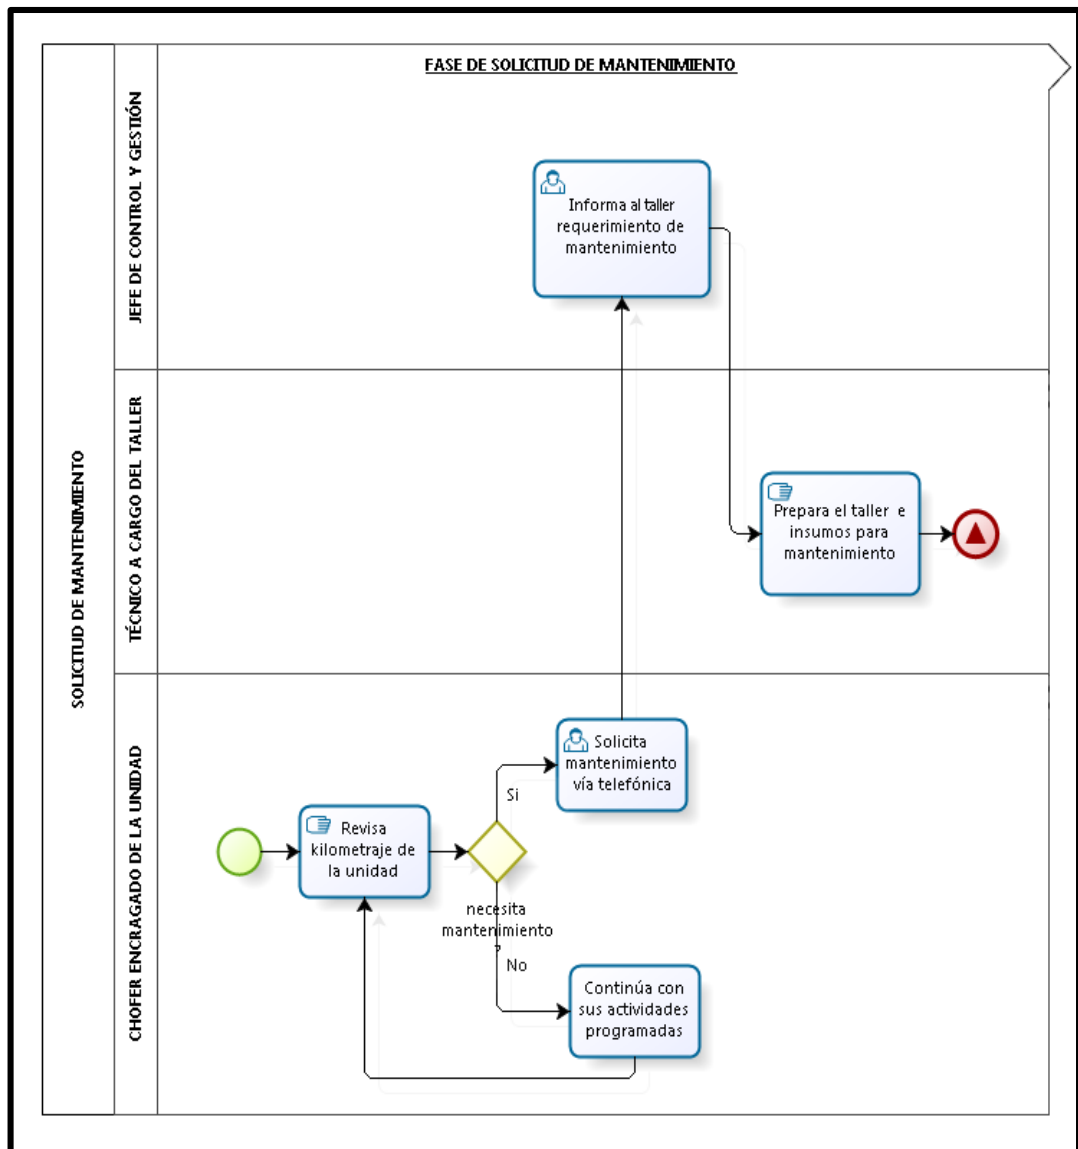 FASE DE SOLICITUD DE MANTENIMIENTO
SOLICITUD DE MANTENIMIENTO
JEFE DE CONTROL Y GESTIÓN
Informa al taller
requerimiento de
mantenimiento
TÉCNICO A CARGO DEL TALLER
Prepara el taller e
insumos para
mantenimiento
CHOFER ENCRAGADO DE LA UNIDAD
Solicita
mantenimiento
vía telefónica
Si
Revisa
kilometraje de
la unidad
necesita
mantenimiento
?
No
Continúa con
sus actividades
programadas